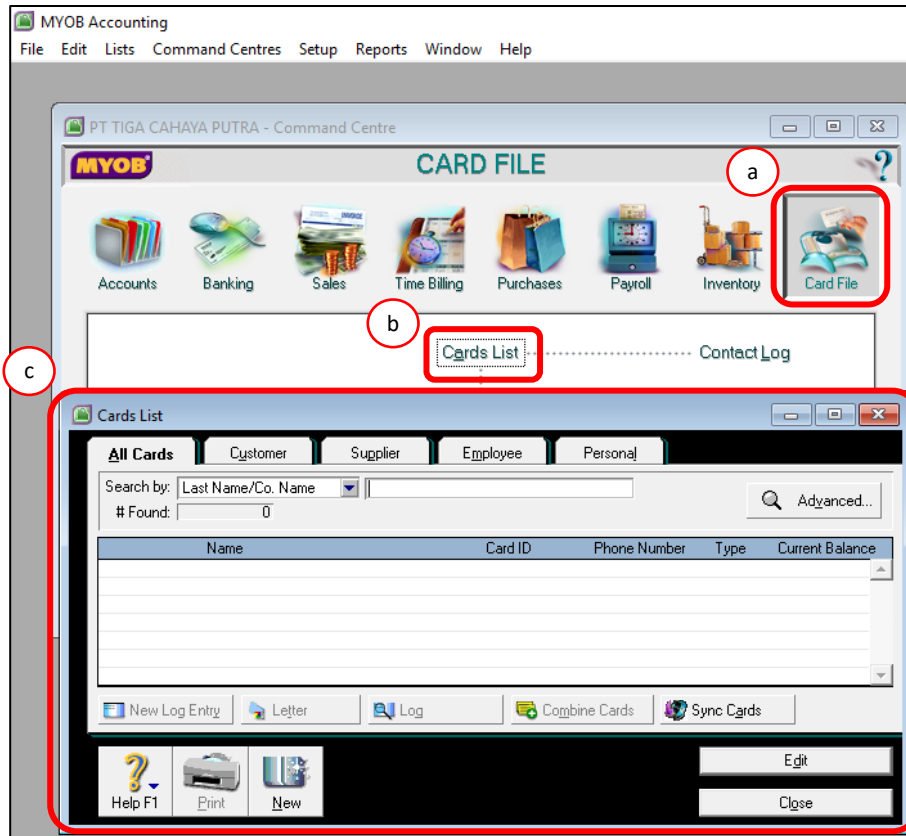 MYOB Accounting
File Edit Lists Command Centres Setup Reports Window Help
PT TIGA CAHAYA PUTRA - Command Centre
MYOB CARD FILE ?
a
Accounts Banking Sales Time Billing Purchases Payroll Inventory Card File
b
Cards List Contact Log
c
Cards List
All Cards Customer Supplier Employee Personal
Search by: Last Name/Co. Name
# Found: 0 Advanced...
Name Card ID Phone Number Type Current Balance
New Log Entry Letter Log Combine Cards Sync Cards
Edit
Help F1 Print New Close